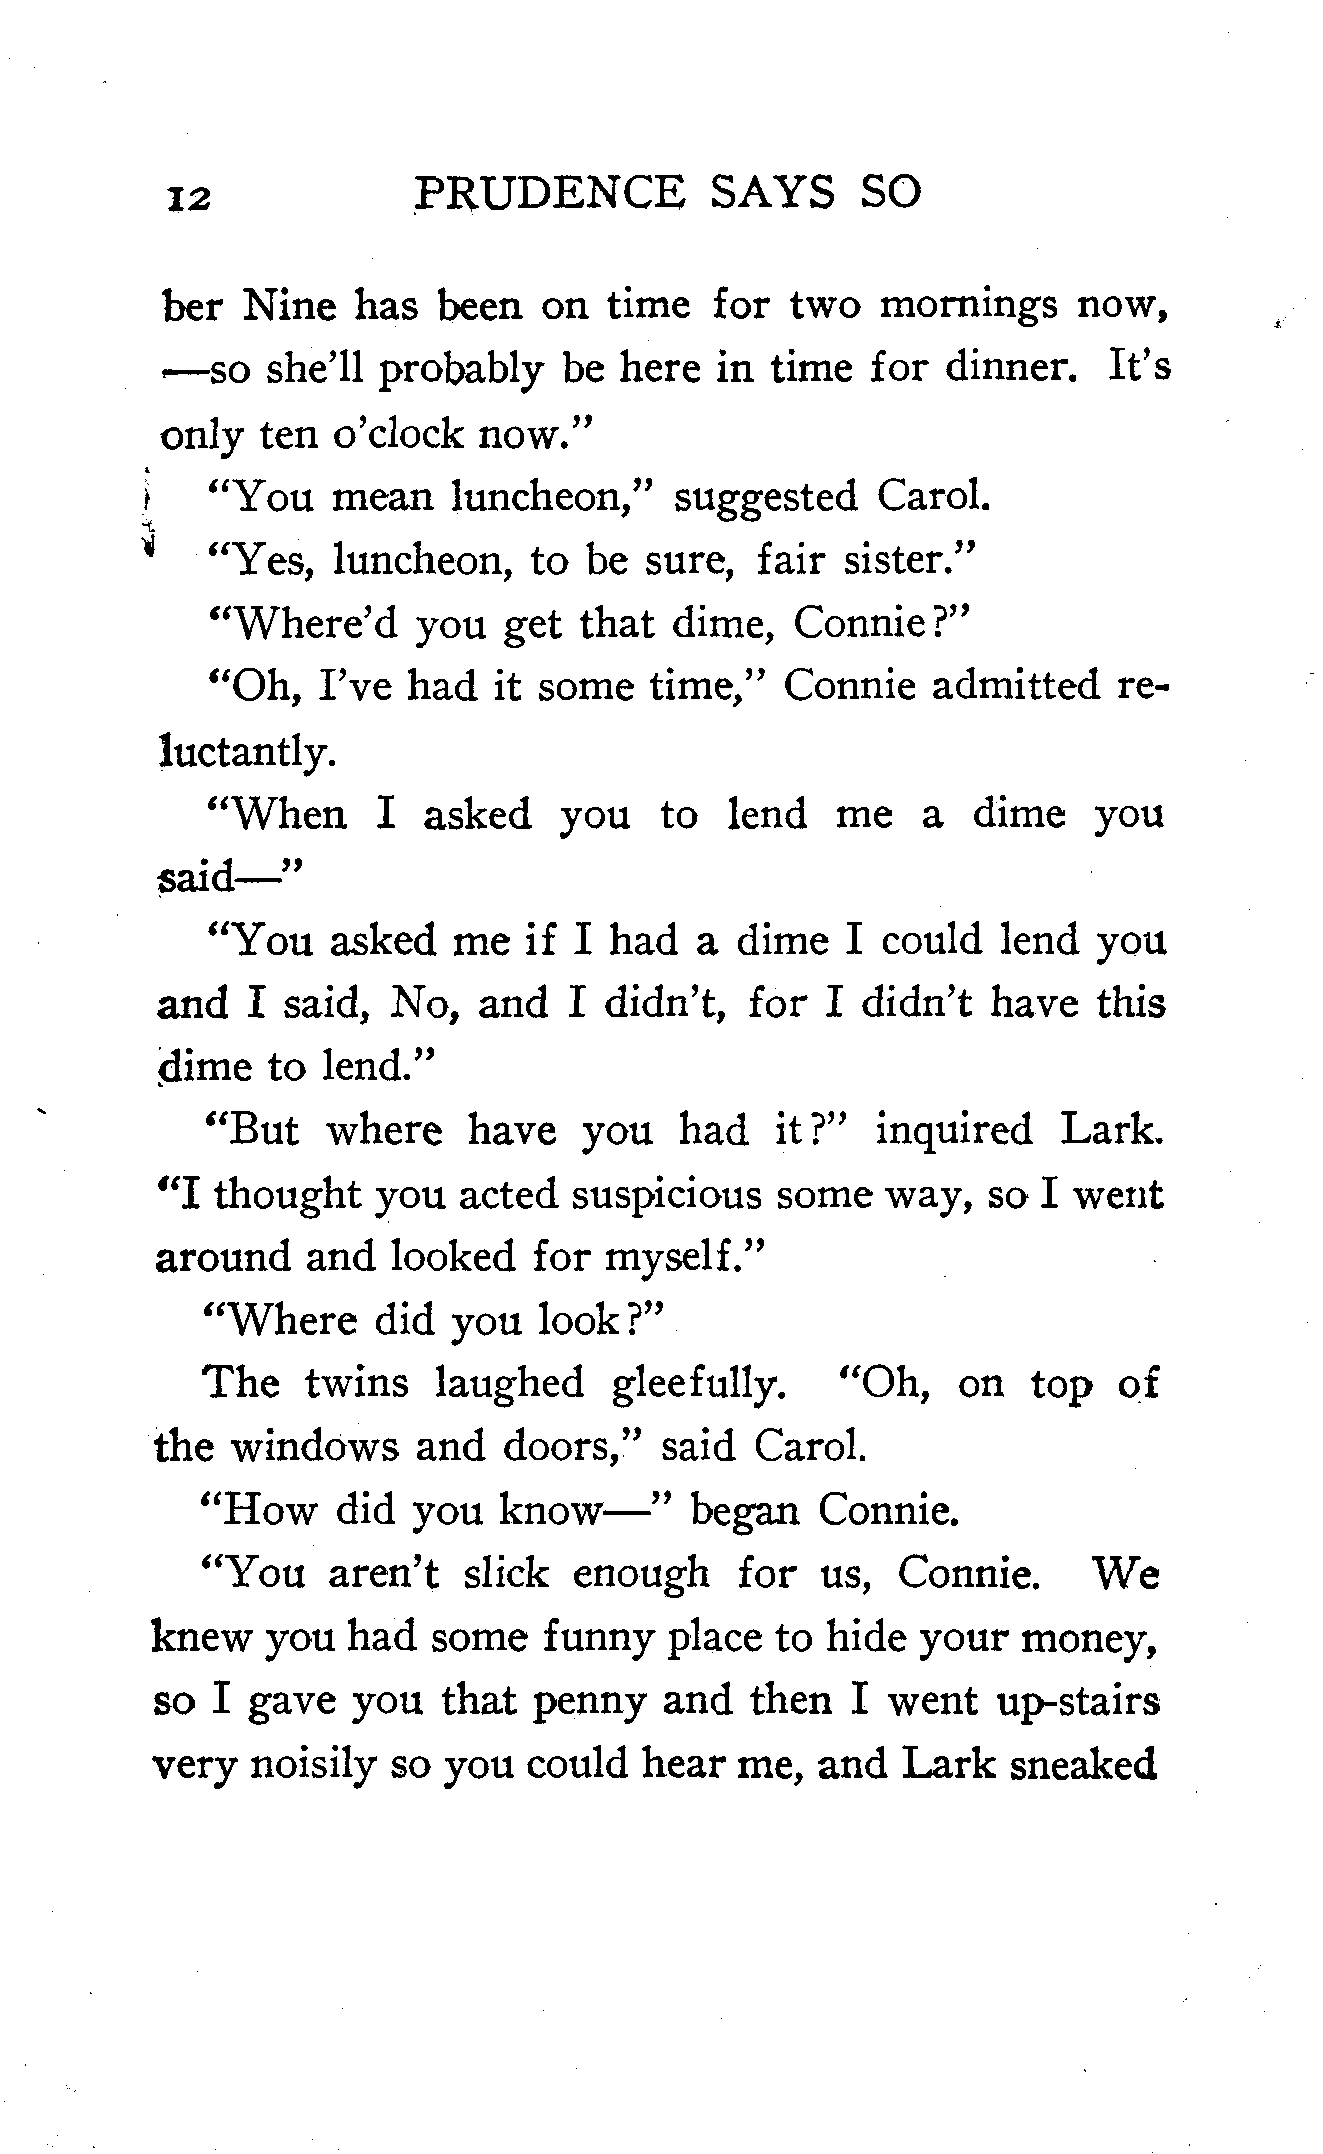 12 PRUDENCE SAYS SO
ber Nine has been on time for two mornings now,
—so she'll probably be here in time for dinner. It's
only ten o'clock now."
"You mean luncheon," suggested Carol.
"Yes, luncheon, to be sure, fair sister."
"Where'd you get that dime, Connie?"
"Oh, I've had it some time," Connie admitted re-
luctantly.
"When I asked you to lend me a dime you
said—"
"You asked me if I had a dime I could lend you
and I said, No, and I didn't, for I didn't have this
dime to lend."
"But where have you had it?" inquired Lark.
"I thought you acted suspicious some way, so I went
around and looked for myself."
"Where did you look?"
The twins laughed gleefully. "Oh, on top of
the windows and doors," said Carol.
"How did you know—" began Connie.
"You aren't slick enough for us, Connie. We
knew you had some funny place to hide your money,
so I gave you that penny and then I went up-stairs
very noisily so you could hear me, and Lark sneaked